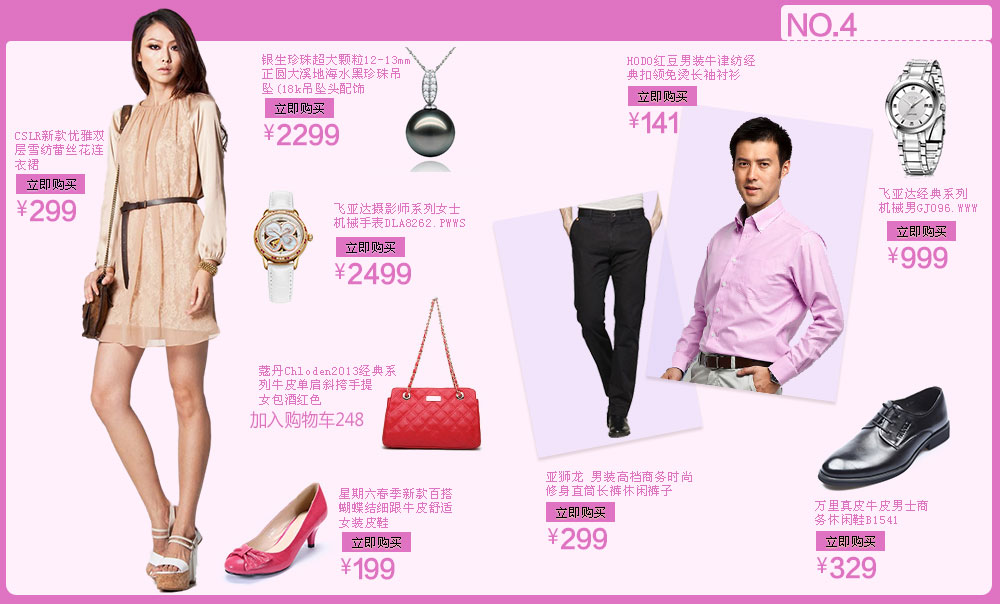 NO.4
CSLR新款优雅双
层雪纺蕾丝花连
衣裙
立即购买
¥299
银生珍珠超大颗粒12-13mm
正圆大溪地海水黑珍珠吊
坠(18k吊坠头配饰
立即购买
¥2299
飞亚达摄影师系列女士
机械手表DLA8262.PWWS
立即购买
¥2499
蔻丹Chloden2013经典系
列牛皮单肩斜挎手提
女包酒红色
加入购物车248
星期六春季新款百搭
蝴蝶结细跟牛皮舒适
女装皮鞋
立即购买
¥199
HODO红豆男装牛津纺经
典扣领免烫长袖衬衫
立即购买
¥141
飞亚达经典系列
机械男GJ096.WWW
立即购买
¥999
亚狮龙 男装高档商务时尚
修身直筒长裤休闲裤子
立即购买
¥299
万里真皮牛皮男士商
务休闲鞋B1541
立即购买
¥329